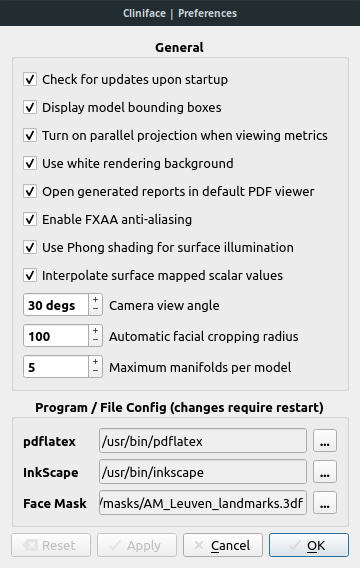 Cliniface | Preferences
General
Check for updates upon startup
Display model bounding boxes
Turn on parallel projection when viewing metrics
Use white rendering background
Open generated reports in default PDF viewer
Enable FXAA anti-aliasing
Use Phong shading for surface illumination
Interpolate surface mapped scalar values
30 degs + − Camera view angle
100 + − Automatic facial cropping radius
5 + − Maximum manifolds per model
Program / File Config (changes require restart)
pdflatex /usr/bin/pdflatex ...
InkScape /usr/bin/inkscape ...
Face Mask /masks/AM_Leuven_landmarks.3df ...
Reset Apply Cancel OK